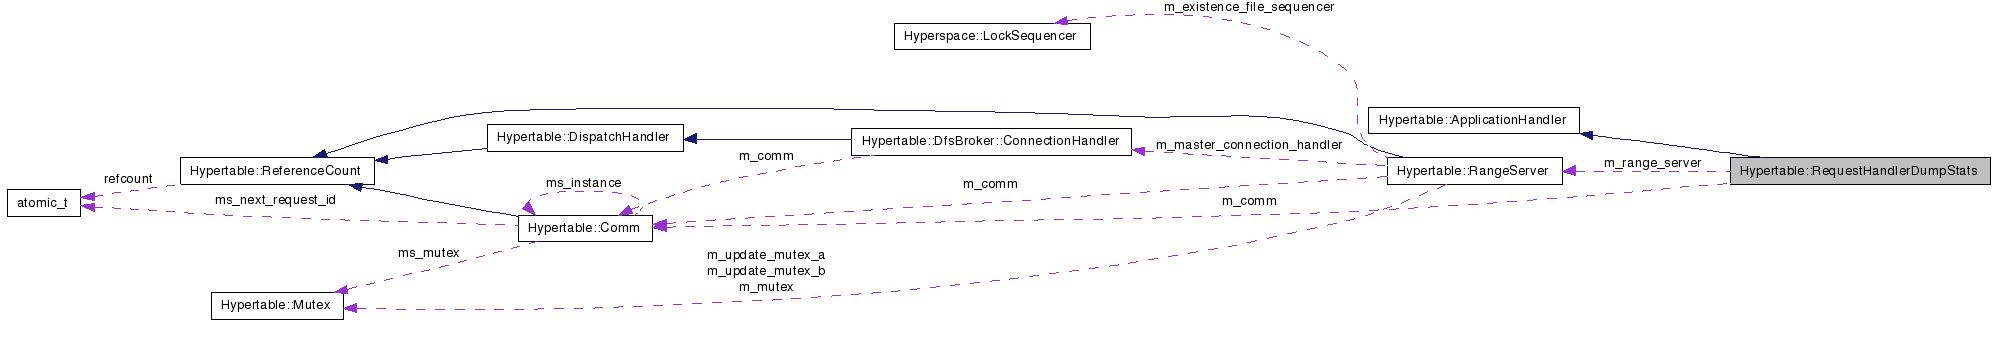 m_existence_file_sequencer
Hyperspace::LockSequencer
Hypertable::ApplicationHandler
Hypertable::DispatchHandler
Hypertable::DfsBroker::ConnectionHandler
m_master_connection_handler
m_comm
m_range_server
Hypertable::ReferenceCount
Hypertable::RangeServer
Hypertable::RequestHandlerDumpStats
refcount
ms_instance
m_comm
atomic_t
ms_next_request_id
m_comm
Hypertable::Comm
ms_mutex
m_update_mutex_a
m_update_mutex_b
m_mutex
Hypertable::Mutex